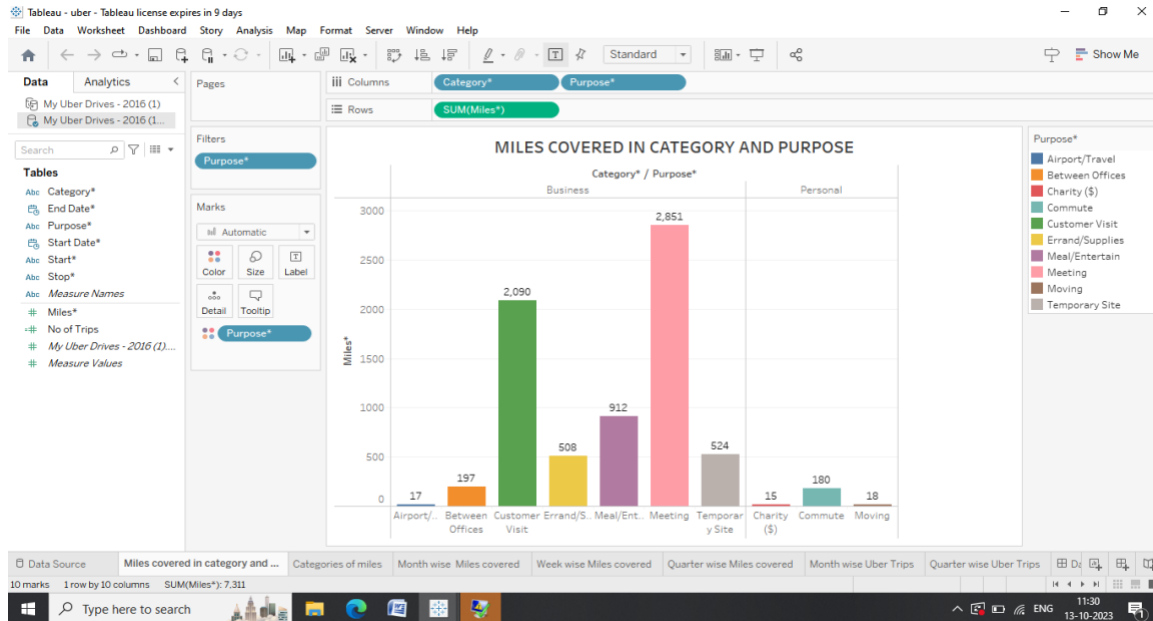 Tableau - uber - Tableau license expires in 9 days
File Data Worksheet Dashboard Story Analysis Map Format Server Window Help
Standard
Show Me
Data Analytics
My Uber Drives - 2016 (1)
My Uber Drives - 2016 (1...
Search
Tables
Abc Category*
End Date*
Abc Purpose*
Start Date*
Abc Start*
Abc Stop*
Abc Measure Names
# Miles*
# No of Trips
# My Uber Drives - 2016 (1)....
# Measure Values
Pages
Filters
Purpose*
Marks
Automatic
Color Size Label
Detail Tooltip
Purpose*
Columns Category* Purpose*
Rows SUM(Miles*)
MILES COVERED IN CATEGORY AND PURPOSE
Category* / Purpose*
Business Personal
Miles*
3000
2500
2000
1500
1000
500
0
17
197
2,090
508
912
2,851
524
15
180
18
Airport/..
Between
Offices
Customer
Visit
Errand/S..
Meal/Ent..
Meeting
Temporar
y Site
Charity
($)
Commute
Moving
Purpose*
Airport/Travel
Between Offices
Charity ($)
Commute
Customer Visit
Errand/Supplies
Meal/Entertain
Meeting
Moving
Temporary Site
Data Source Miles covered in category and ... Categories of miles Month wise Miles covered Week wise Miles covered Quarter wise Miles covered Month wise Uber Trips Quarter wise Uber Trips
10 marks 1 row by 10 columns SUM(Miles*): 7,311
Type here to search
ENG
11:30
13-10-2023